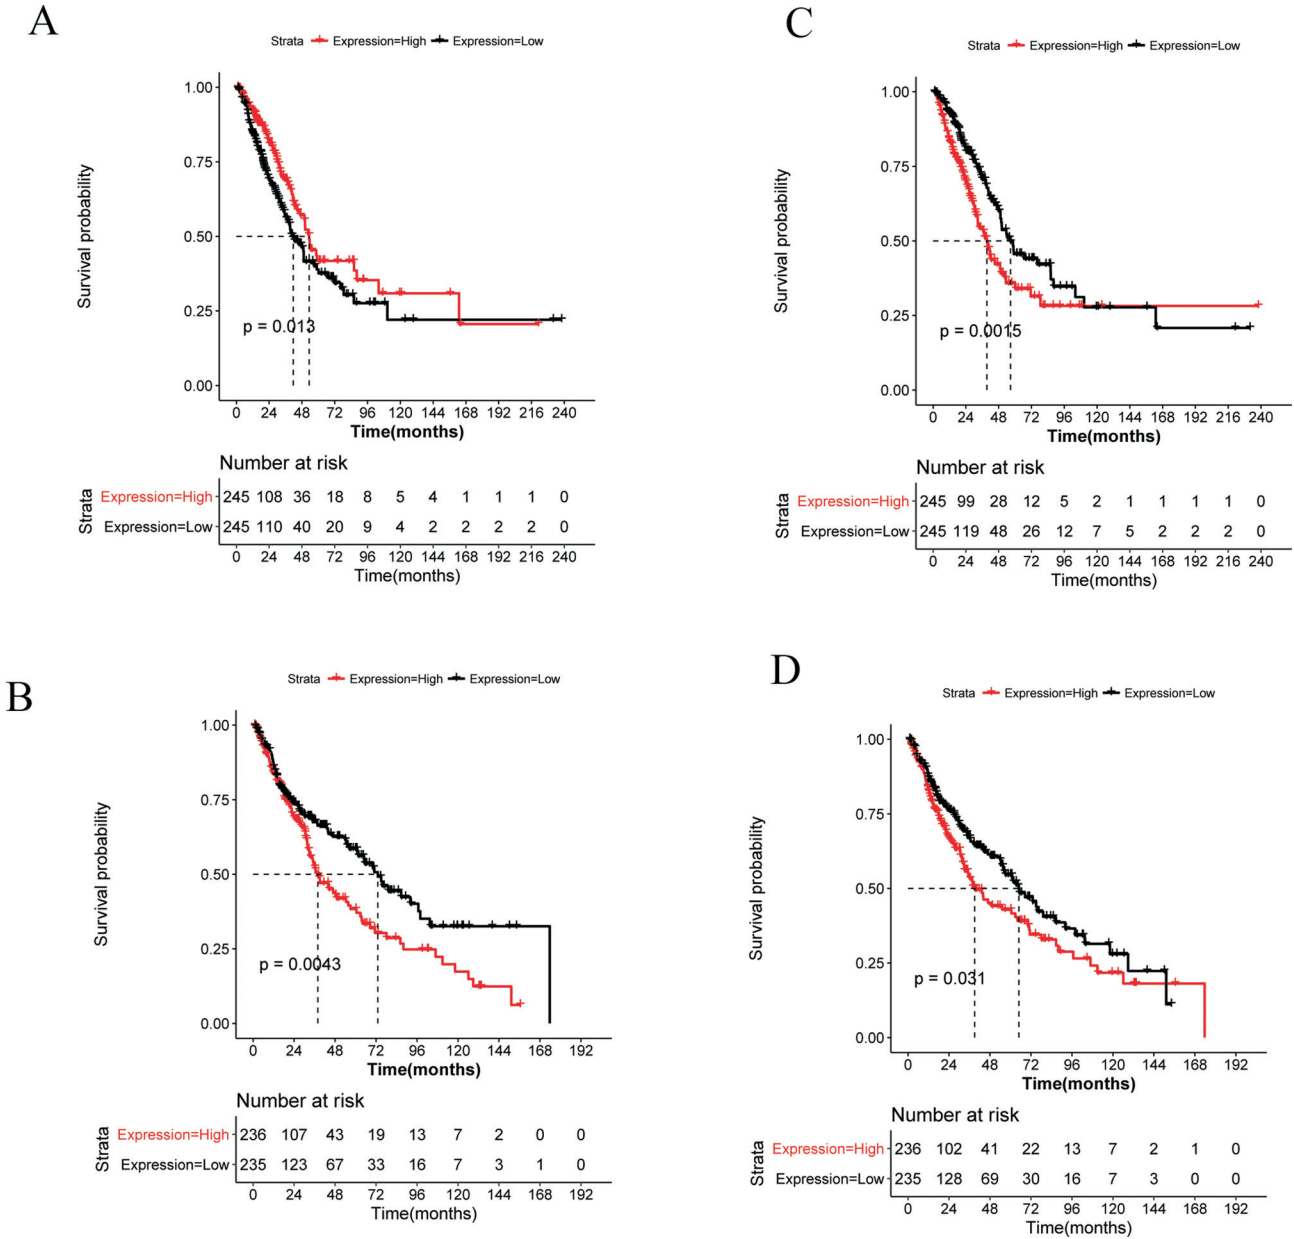 A
Strata Expression=High Expression=Low
Survival probability
1.00
0.75
0.50
0.25
0.00
p = 0.013
0 24 48 72 96 120 144 168 192 216 240
Time(months)
Number at risk
Strata
Expression=High 245 108 36 18 8 5 4 1 1 1 0
Expression=Low 245 110 40 20 9 4 2 2 2 2 0
0 24 48 72 96 120 144 168 192 216 240
Time(months)
C
Strata Expression=High Expression=Low
Survival probability
1.00
0.75
0.50
0.25
0.00
p = 0.0015
0 24 48 72 96 120 144 168 192 216 240
Time(months)
Number at risk
Strata
Expression=High 245 99 28 12 5 2 1 1 1 1 0
Expression=Low 245 119 48 26 12 7 5 2 2 2 0
0 24 48 72 96 120 144 168 192 216 240
Time(months)
B
Strata Expression=High Expression=Low
Survival probability
1.00
0.75
0.50
0.25
0.00
p = 0.0043
0 24 48 72 96 120 144 168 192
Time(months)
Number at risk
Strata
Expression=High 236 107 43 19 13 7 2 0 0
Expression=Low 235 123 67 33 16 7 3 1 0
0 24 48 72 96 120 144 168 192
Time(months)
D
Strata Expression=High Expression=Low
Survival probability
1.00
0.75
0.50
0.25
0.00
p = 0.031
0 24 48 72 96 120 144 168 192
Time(months)
Number at risk
Strata
Expression=High 236 102 41 22 13 7 2 1 0
Expression=Low 235 128 69 30 16 7 3 0 0
0 24 48 72 96 120 144 168 192
Time(months)